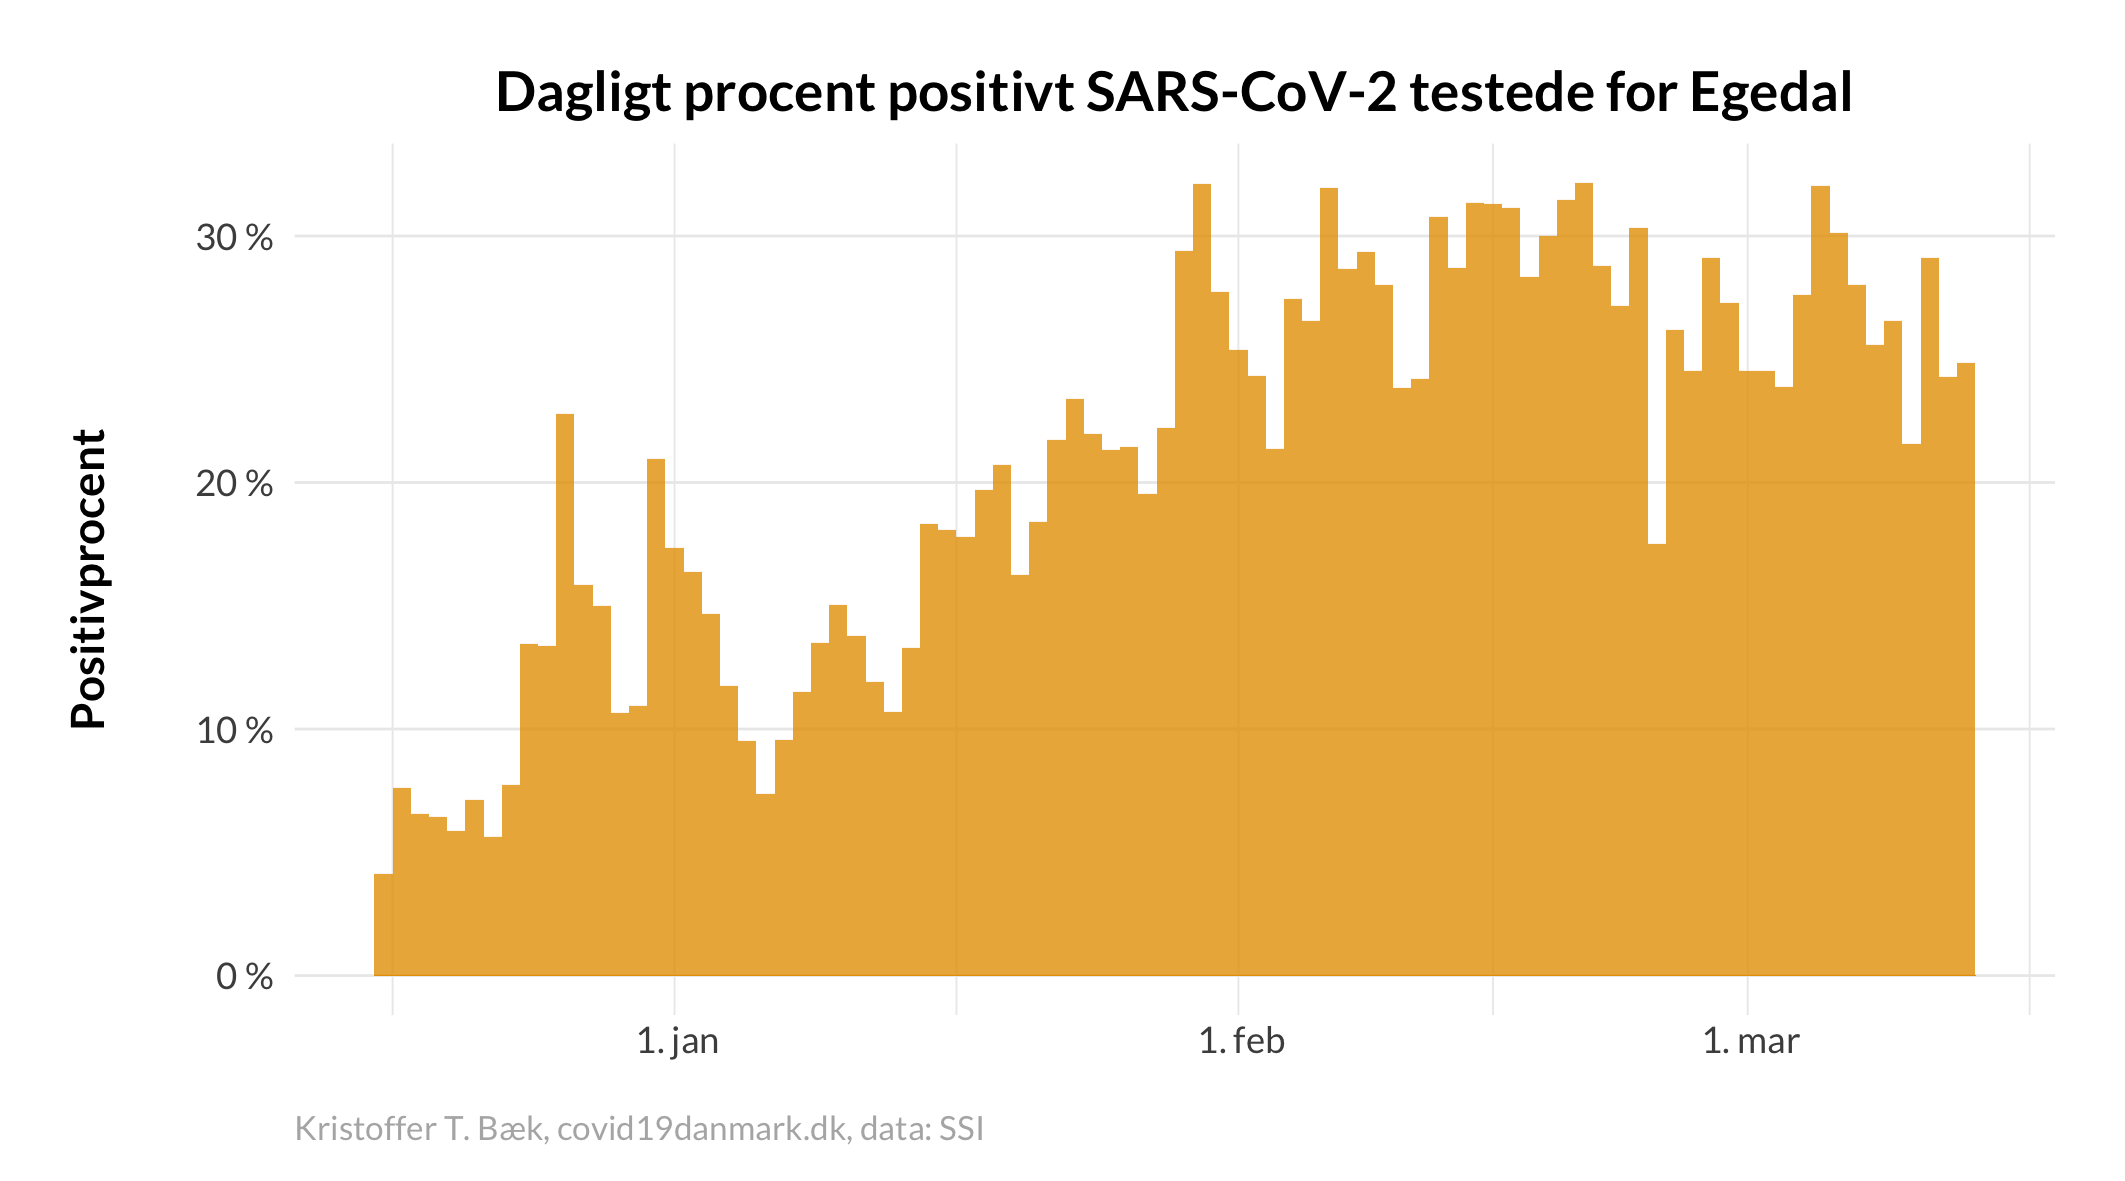 Dagligt procent positivt SARS-CoV-2 testede for Egedal
Positivprocent
30 %
20 %
10 %
0 %
1. jan
1. feb
1. mar
Kristoffer T. Bæk, covid19danmark.dk, data: SSI